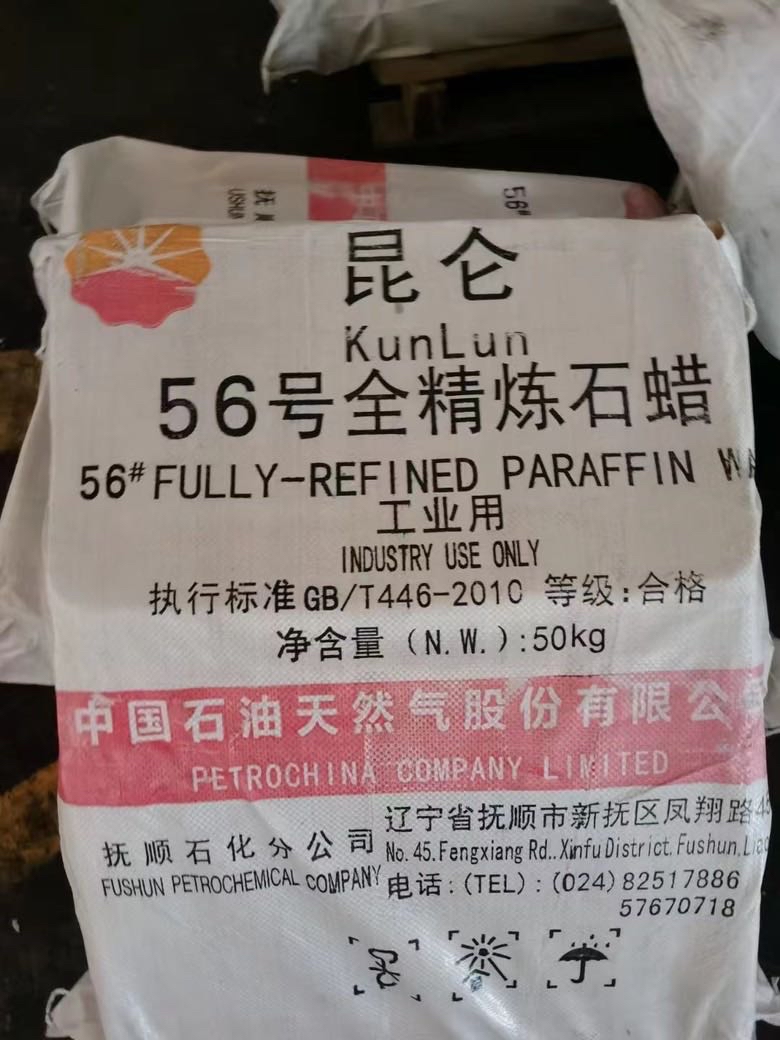 昆仑
KunLun
56号全精炼石蜡
56#FULLY-REFINED PARAFFIN
工业用
INDUSTRY USE ONLY
执行标准GB/T446-2010 等级:合格
净含量(N.W.):50kg
中国石油天然气股份有限公
PETROCHINA COMPANY LIMITED
抚顺石化分公司
FUSHUN PETROCHEMICAL COMPANY
辽宁省抚顺市新抚区凤翔路
No.45.Fengxiang Rd..Xinfu District.Fushun,
电话:(TEL):(024)82517886
57670718
56#